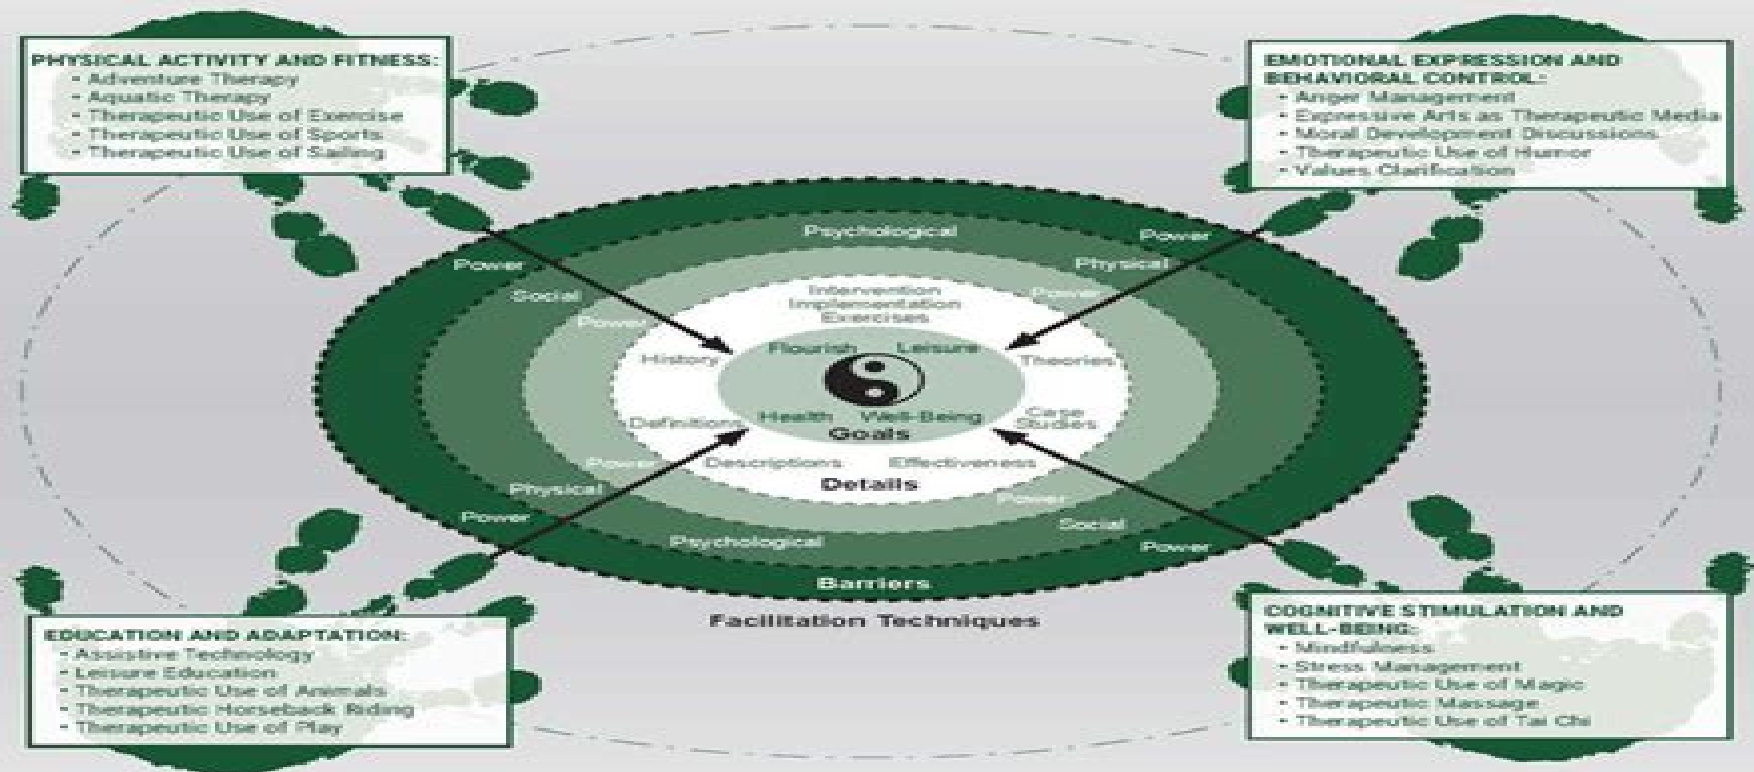 PHYSICAL ACTIVITY AND FITNESS:
• Adventure Therapy
• Aquatic Therapy
• Therapeutic Use of Exercise
• Therapeutic Use of Sports
• Therapeutic Use of Sailing
EMOTIONAL EXPRESSION AND
BEHAVIORAL CONTROL:
• Anger Management
• Expressive Arts as Therapeutic Media
• Moral Development Discussions
• Therapeutic Use of Humor
• Values Clarification
Psychological
Power
Power
Physical
Social
Power
Power
Intervention
Implementation
Exercises
History
Flourish
Leisure
Theories
Definitions
Health
Well-Being
Case
Studies
Goals
Power
Descriptions
Effectiveness
Details
Physical
Power
Power
Social
Psychological
Power
Barriers
Facilitation Techniques
EDUCATION AND ADAPTATION:
• Assistive Technology
• Leisure Education
• Therapeutic Use of Animals
• Therapeutic Horseback Riding
• Therapeutic Use of Play
COGNITIVE STIMULATION AND
WELL-BEING:
• Mindfulness
• Stress Management
• Therapeutic Use of Magic
• Therapeutic Massage
• Therapeutic Use of Tai Chi